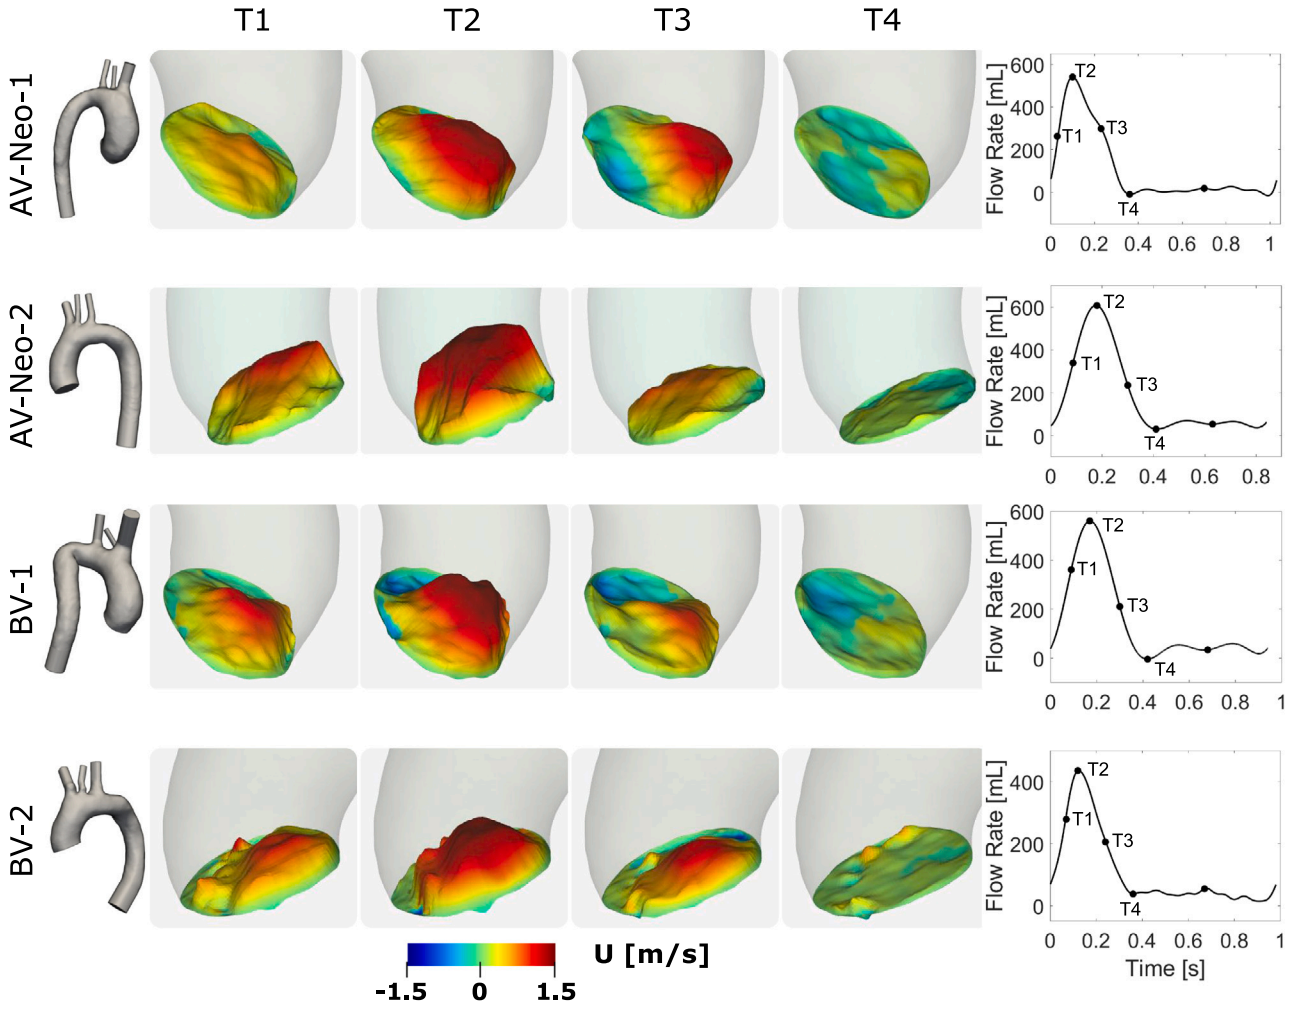 T1 T2 T3 T4
AV-Neo-1
Flow Rate [mL]
600
400
200
0
T2
T1
T3
T4
0 0.2 0.4 0.6 0.8 1
AV-Neo-2
Flow Rate [mL]
600
400
200
0
T2
T1
T3
T4
0 0.2 0.4 0.6 0.8
BV-1
Flow Rate [mL]
600
400
200
0
T2
T1
T3
T4
0 0.2 0.4 0.6 0.8 1
BV-2
Flow Rate [mL]
400
200
0
T2
T1
T3
T4
0 0.2 0.4 0.6 0.8 1
Time [s]
U [m/s]
-1.5 0 1.5